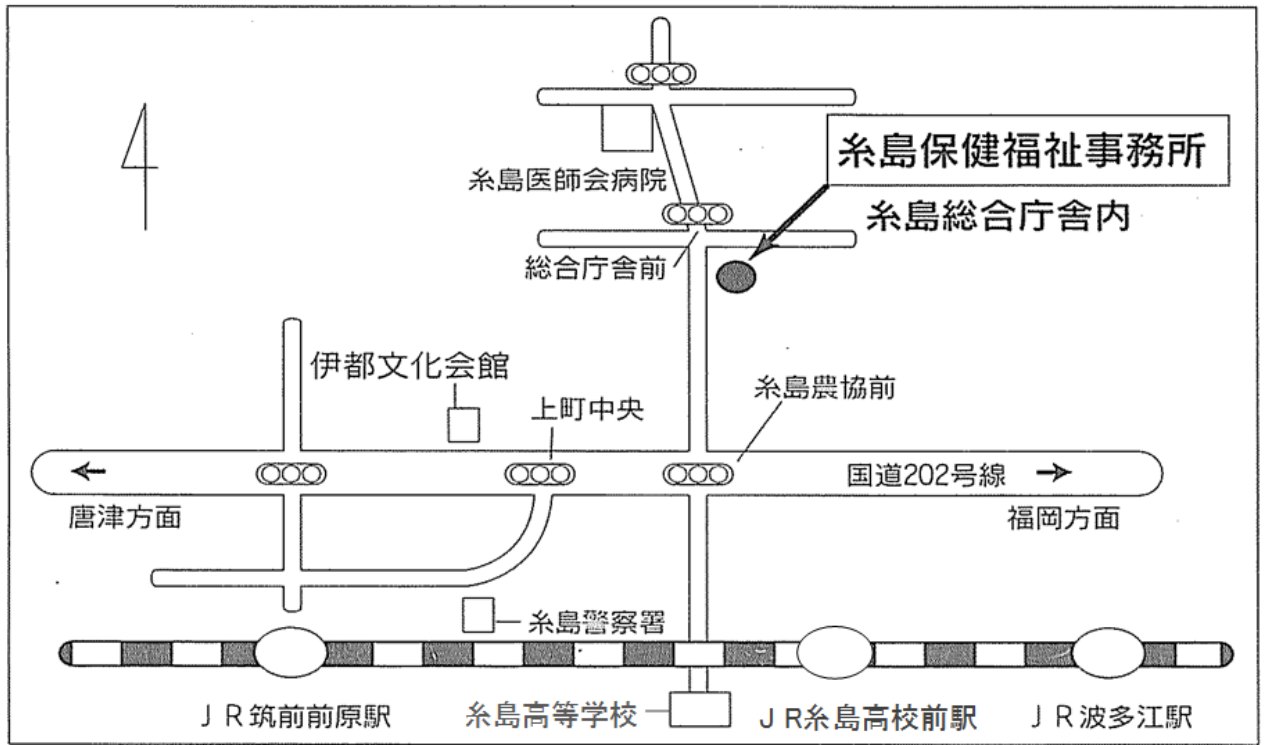 糸島保健福祉事務所
糸島医師会病院
糸島総合庁舎内
総合庁舎前
伊都文化会館
糸島農協前
上町中央
国道202号線
唐津方面
福岡方面
糸島警察署
JR筑前前原駅
糸島高等学校
JR糸島高校前駅
JR波多江駅